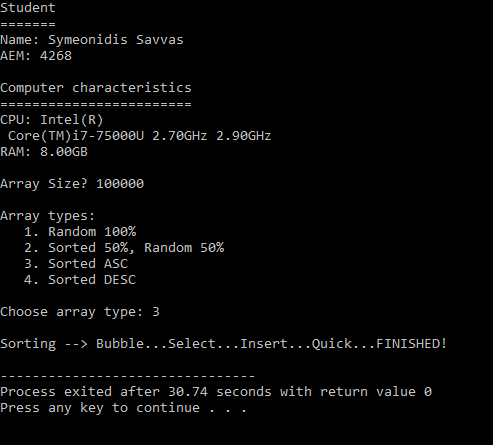 Student
=======
Name: Symeonidis Savvas
AEM: 4268
Computer characteristics
========================
CPU: Intel(R)
Core(TM)i7-75000U 2.70GHz 2.90GHz
RAM: 8.00GB
Array Size? 100000
Array types:
1. Random 100%
2. Sorted 50%, Random 50%
3. Sorted ASC
4. Sorted DESC
Choose array type: 3
Sorting --> Bubble...Select...Insert...Quick...FINISHED!
--------------------------------
Process exited after 30.74 seconds with return value 0
Press any key to continue . . .